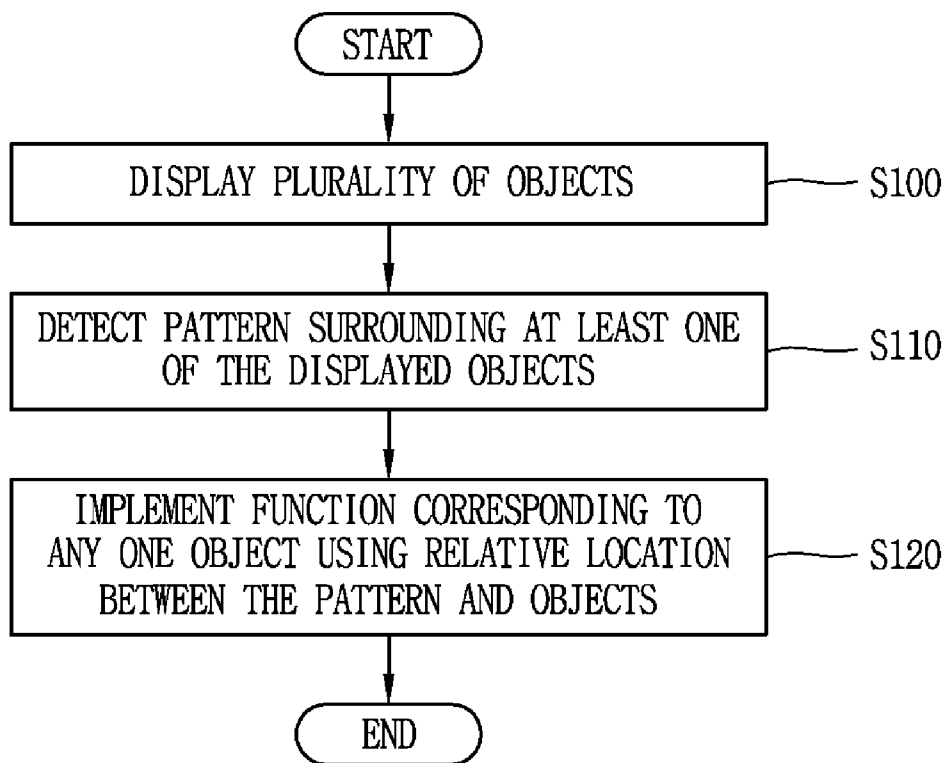 START
DISPLAY PLURALITY OF OBJECTS
S100
DETECT PATTERN SURROUNDING AT LEAST ONE
OF THE DISPLAYED OBJECTS
S110
IMPLEMENT FUNCTION CORRESPONDING TO
ANY ONE OBJECT USING RELATIVE LOCATION
BETWEEN THE PATTERN AND OBJECTS
S120
END